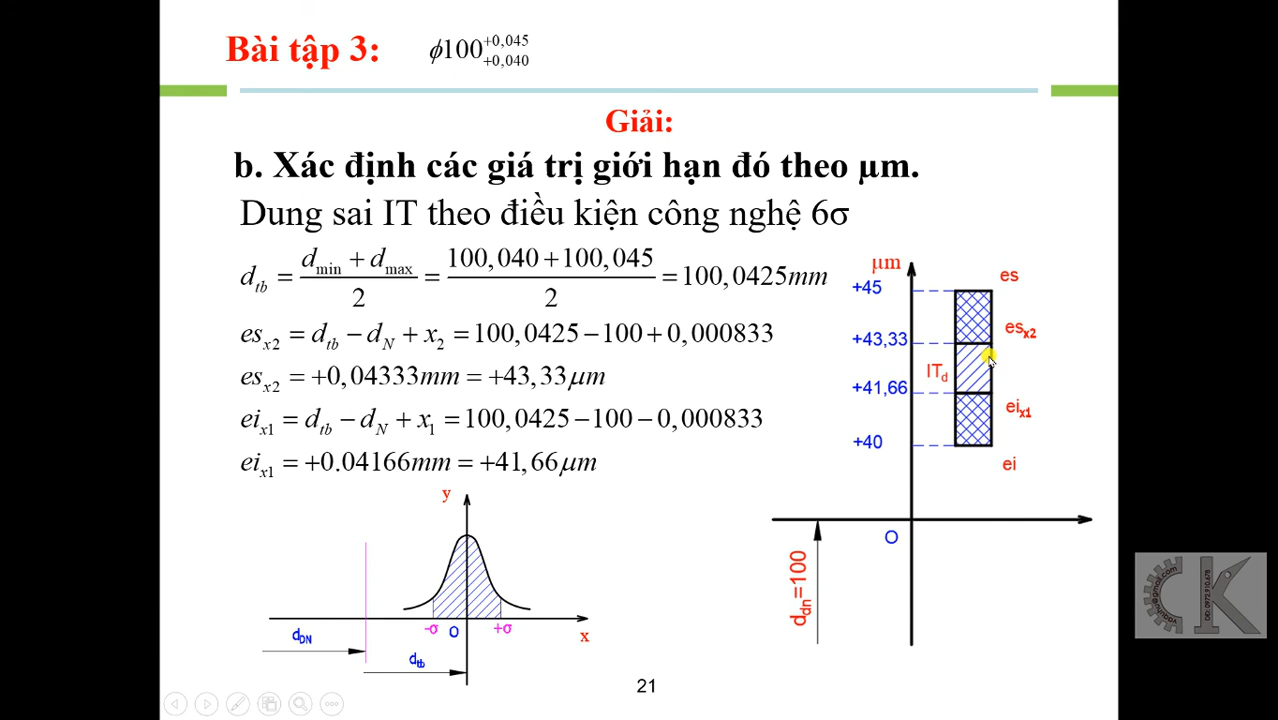 Bài tập 3: ϕ100 +0,045 +0,040
Giải:
b. Xác định các giá trị giới hạn đó theo μm.
Dung sai IT theo điều kiện công nghệ 6σ
d_tb = (d_min + d_max)/2 = (100,040+100,045)/2 = 100,0425mm
es_x2 = d_tb − d_N + x_2 = 100,0425−100+0,000833
es_x2 = +0,04333mm = +43,33μm
ei_x1 = d_tb − d_N + x_1 = 100,0425−100−0,000833
ei_x1 = +0.04166mm = +41,66μm
μm
es
+45
es_x2
+43,33
IT_d
+41,66
ei_x1
+40
ei
O
d_dn=100
y
-σ
O
+σ
x
d_DN
d_tb
21
CK